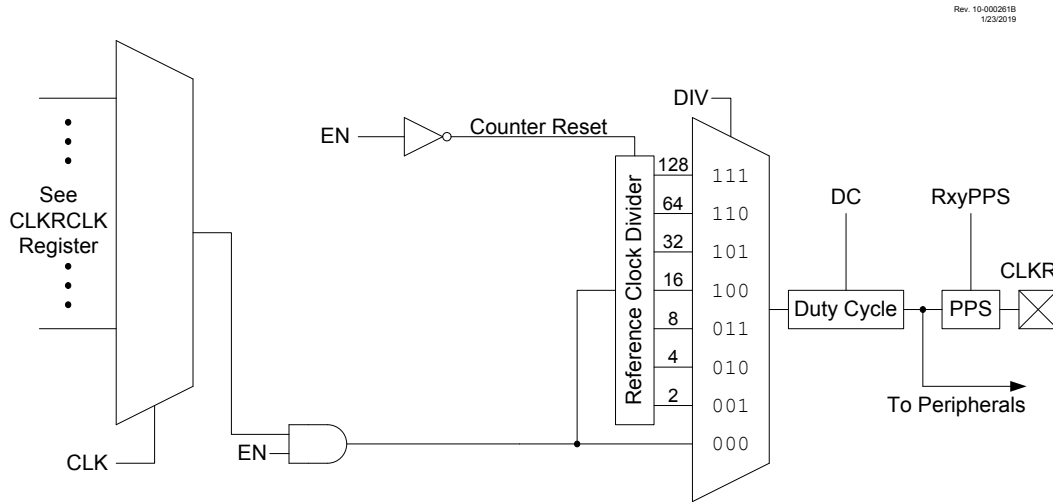 Rev. 10-000261B
1/23/2019
DIV
EN
Counter Reset
See
CLKRCLK
Register
Reference Clock Divider
128
64
32
16
8
4
2
111
110
101
100
011
010
001
000
DC
RxyPPS
CLKR
Duty Cycle
PPS
To Peripherals
EN
CLK